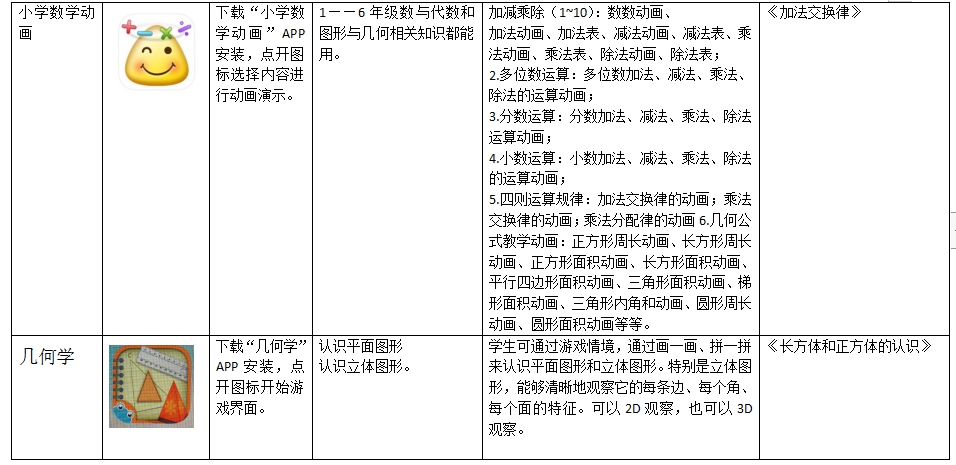 小学数学动
画
下载“小学数
学动画” APP
安装，点开图
标选择内容进
行动画演示。
1－－6 年级数与代数和
图形与几何相关知识都能
用。
加减乘除（1~10）：数数动画、
加法动画、加法表、减法动画、减法表、乘
法动画、乘法表、除法动画、除法表；
2.多位数运算：多位数加法、减法、乘法、
除法的运算动画；
3.分数运算：分数加法、减法、乘法、除法
运算动画；
4.小数运算：小数加法、减法、乘法、除法
的运算动画；
5.四则运算规律：加法交换律的动画；乘法
交换律的动画；乘法分配律的动画 6.几何公
式教学动画：正方形周长动画、长方形周长
动画、正方形面积动画、长方形面积动画、
平行四边形面积动画、三角形面积动画、梯
形面积动画、三角形内角和动画、圆形周长
动画、圆形面积动画等等。
《加法交换律》
几何学
下载“几何学”
APP 安装，点
开图标开始游
戏界面。
认识平面图形
认识立体图形。
学生可通过游戏情境，通过画一画、拼一拼
来认识平面图形和立体图形。特别是立体图
形，能够清晰地观察它的每条边、每个角、
每个面的特征。可以 2D 观察，也可以 3D
观察。
《长方体和正方体的认识》